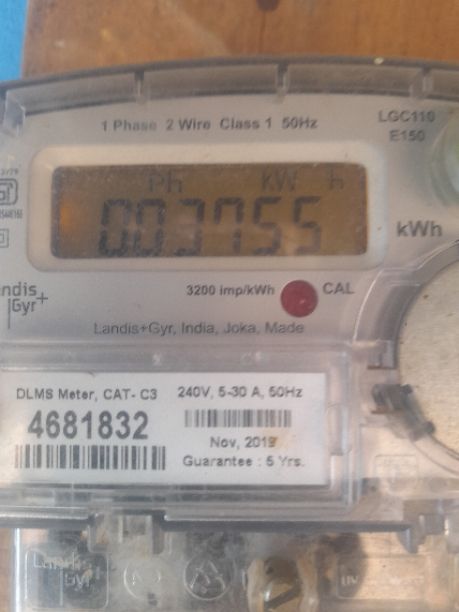 1 Phase 2 Wire Class 1 50Hz
LGC110
E150
Ph kWh
003755
kWh
3200 imp/kWh
CAL
Landis+Gyr, India, Joka, Made
DLMS Meter, CAT- C3
4681832
240V, 5-30 A, 50Hz
Nov, 2019
Guarantee : 5 Yrs.
Landis
Gyr